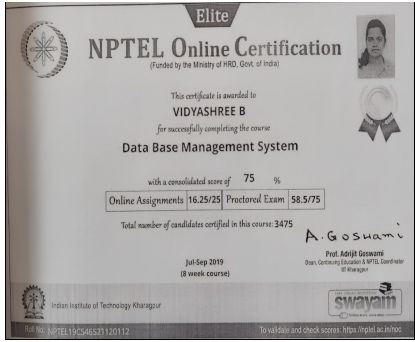 Elite
NPTEL Online Certification
(Funded by the Ministry of HRD, Govt. of India)
This certificate is awarded to
VIDYASHREE B
for successfully completing the course
Data Base Management System
with a consolidated score of 75 %
Online Assignments 16.25/25 Proctored Exam 58.5/75
Total number of candidates certified in this course: 3475
A. Goswami
Prof. Adrijit Goswami
Dean, Continuing Education & NPTEL Coordinator
IIT Kharagpur
Jul-Sep 2019
(8 week course)
Indian Institute of Technology Kharagpur
swayam
Roll No: NPTEL19CS46S21120112
To validate and check scores: https://nptel.ac.in/noc